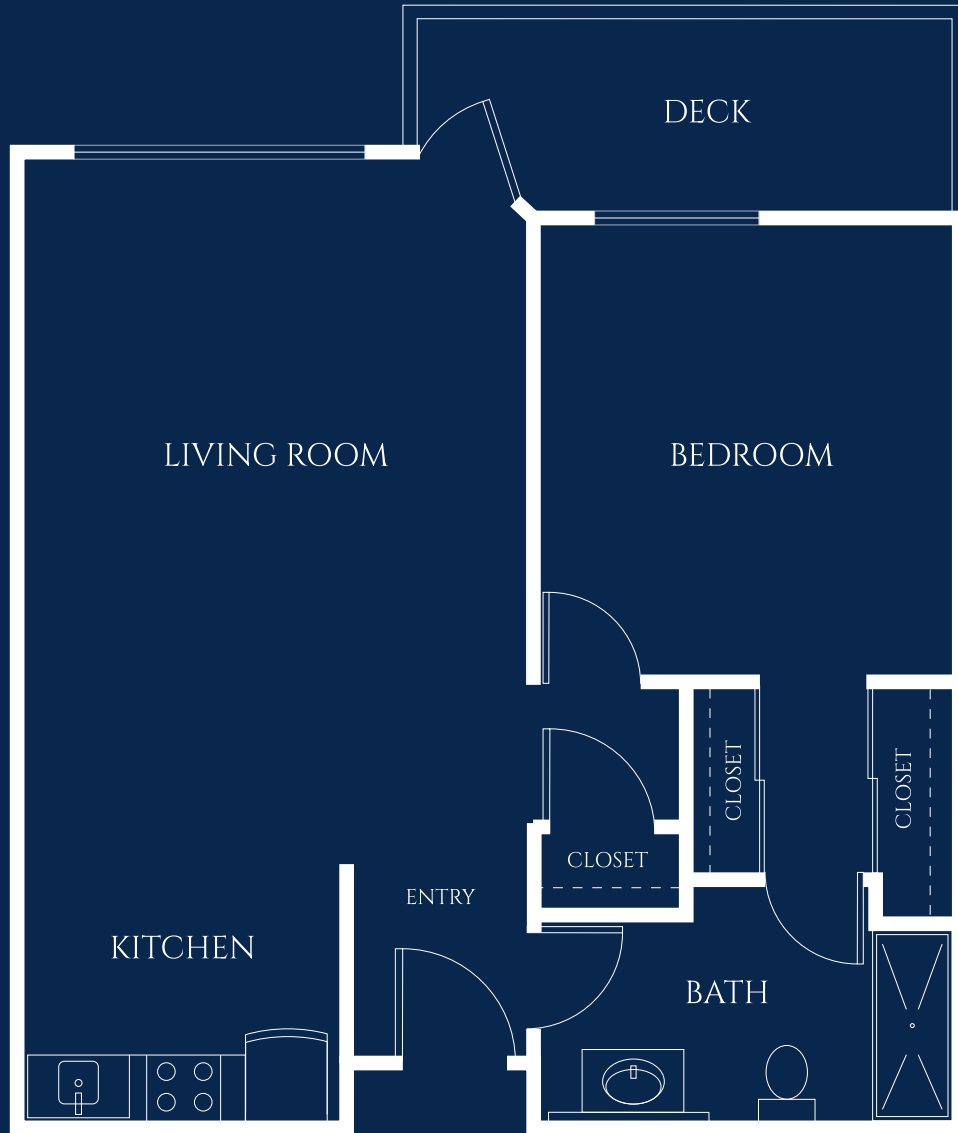 DECK
LIVING ROOM
BEDROOM
CLOSET
CLOSET
CLOSET
ENTRY
KITCHEN
BATH